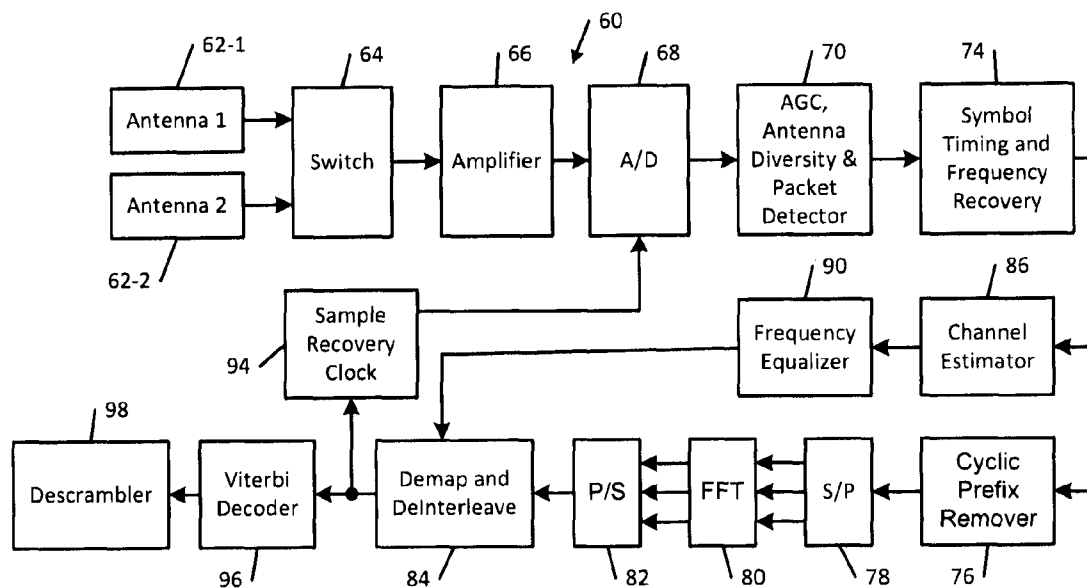 60
62-1
64
66
68
70
74
Antenna 1
Antenna 2
62-2
Switch
Amplifier
A/D
AGC,
Antenna
Diversity &
Packet
Detector
Symbol
Timing and
Frequency
Recovery
90
86
Sample
Recovery
Clock
94
Frequency
Equalizer
Channel
Estimator
98
Descrambler
Viterbi
Decoder
Demap and
DeInterleave
P/S
FFT
S/P
Cyclic
Prefix
Remover
96
84
82
80
78
76